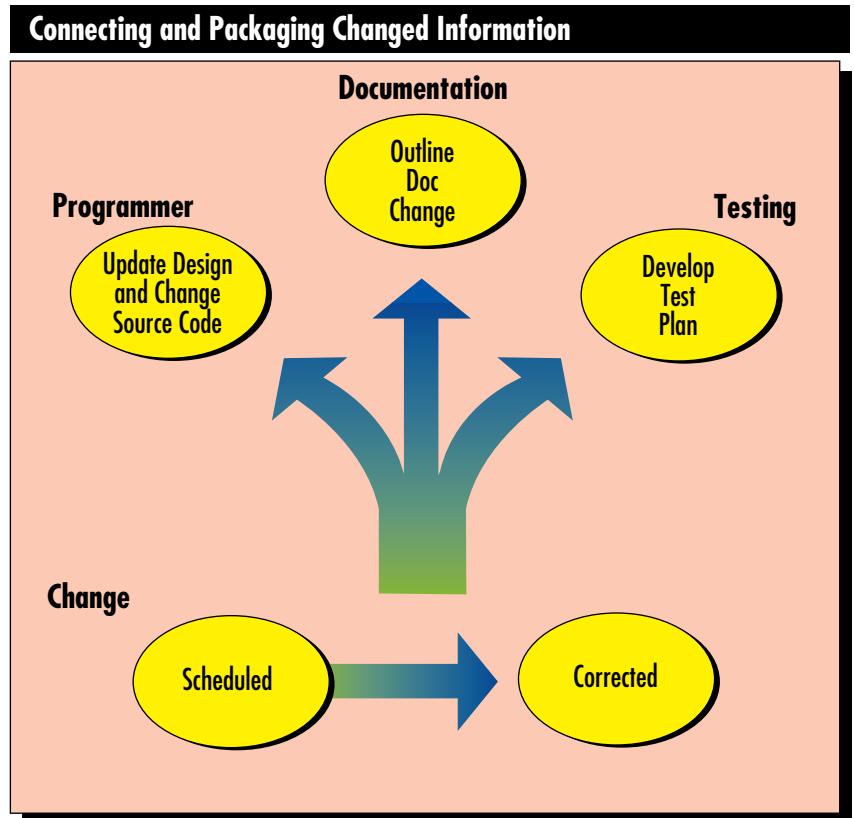 Connecting and Packaging Changed Information
Documentation
Outline
Doc
Change
Programmer
Update Design
and Change
Source Code
Testing
Develop
Test
Plan
Change
Scheduled
Corrected